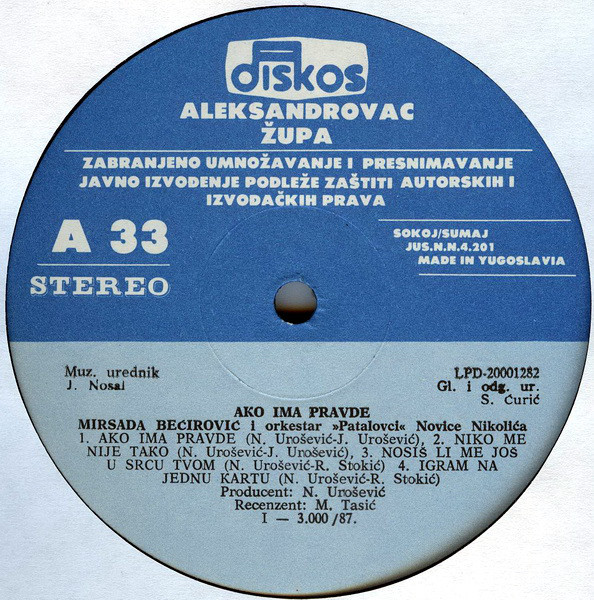 diskos
ALEKSANDROVAC
ŽUPA
ZABRANJENO UMNOŽAVANJE I PRESNIMAVANJE
JAVNO IZVOĐENJE PODLEŽE ZAŠTITI AUTORSKIH I
IZVOĐAČKIH PRAVA
A 33
STEREO
SOKOJ/SUMAJ
JUS.N.N.4.201
MADE IN YUGOSLAVIA
Muz. urednik
J. Nosal
LPD-20001282
Gl. i odg. ur.
S. Ćurić
AKO IMA PRAVDE
MIRSADA BEĆIROVIĆ i orkestar »Patalovci« Novice Nikolića
1. AKO IMA PRAVDE (N. Urošević-J. Urošević), 2. NIKO ME
NIJE TAKO (N. Urošević-J. Urošević), 3. NOSIŠ LI ME JOŠ
U SRCU TVOM (N. Urošević-R. Stokić) 4. IGRAM NA
JEDNU KARTU (N. Urošević-R. Stokić)
Producent: N. Urošević
Recenzent: M. Tasić
I — 3.000/87.